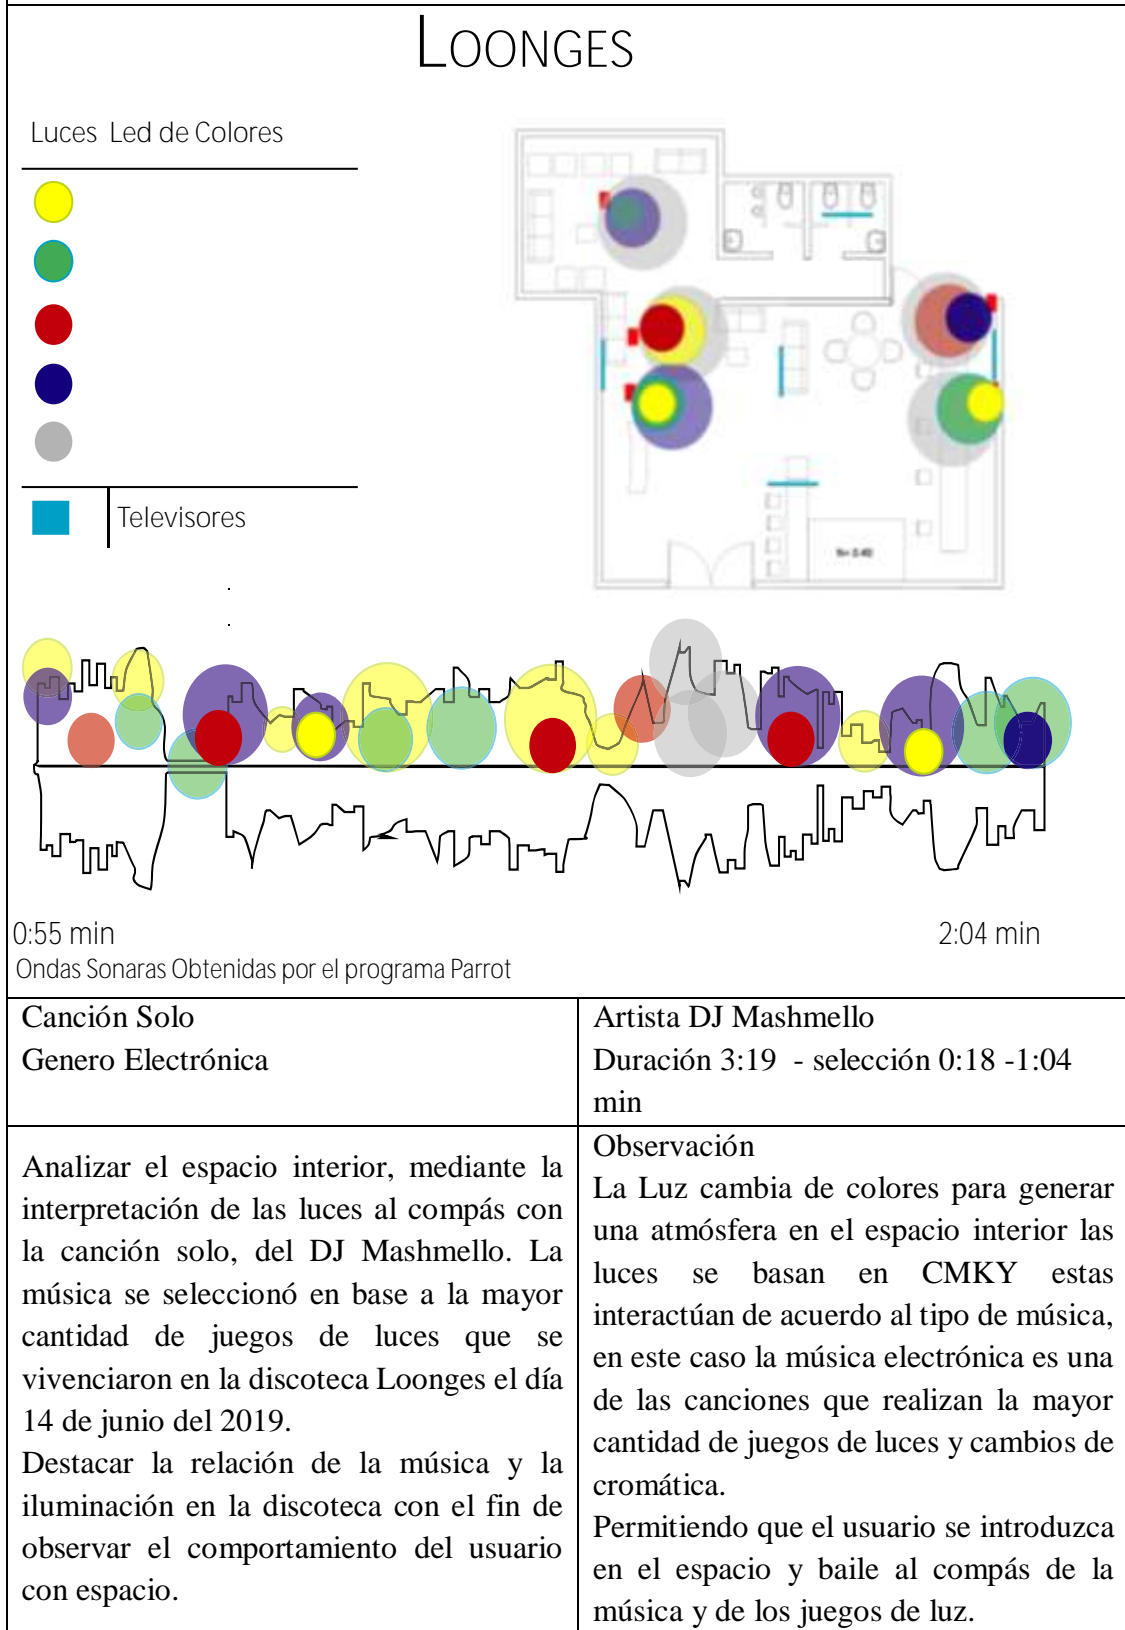 LOONGES
Luces Led de Colores
Televisores
N= 0.40
0:55 min
2:04 min
Ondas Sonaras Obtenidas por el programa Parrot
Canción Solo
Genero Electrónica
Artista DJ Mashmello
Duración 3:19 - selección 0:18 -1:04
min
Analizar el espacio interior, mediante la
interpretación de las luces al compás con
la canción solo, del DJ Mashmello. La
música se seleccionó en base a la mayor
cantidad de juegos de luces que se
vivenciaron en la discoteca Loonges el día
14 de junio del 2019.
Destacar la relación de la música y la
iluminación en la discoteca con el fin de
observar el comportamiento del usuario
con espacio.
Observación
La Luz cambia de colores para generar
una atmósfera en el espacio interior las
luces se basan en CMKY estas
interactúan de acuerdo al tipo de música,
en este caso la música electrónica es una
de las canciones que realizan la mayor
cantidad de juegos de luces y cambios de
cromática.
Permitiendo que el usuario se introduzca
en el espacio y baile al compás de la
música y de los juegos de luz.